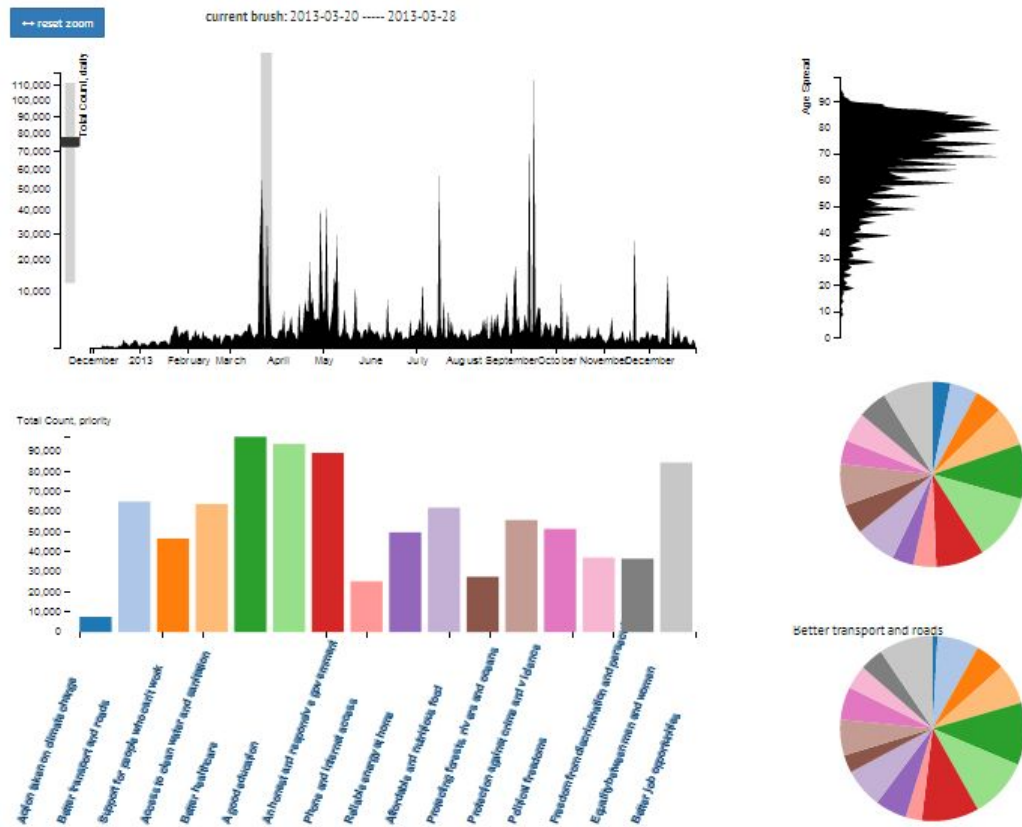 ↔ reset zoom
current brush: 2013-03-20 ----- 2013-03-28
Total Count, daily
110,000
100,000
90,000
80,000
70,000
60,000
50,000
40,000
30,000
20,000
10,000
December 2013 February March April May June July August September October November December
Age Spread
90
80
70
60
50
40
30
20
10
0
Total Count, priority
90,000
80,000
70,000
60,000
50,000
40,000
30,000
20,000
10,000
0
Action taken on climate change
Better transport and roads
Support for people who can't work
Access to clean water and sanitation
Better healthcare
A good education
An honest and responsive government
Phone and internet access
Reliable energy at home
Affordable and nutritious food
Protecting forests rivers and oceans
Protection against crime and violence
Political freedoms
Freedom from discrimination and persecu
Equality between men and women
Better job opportunities
Better transport and roads